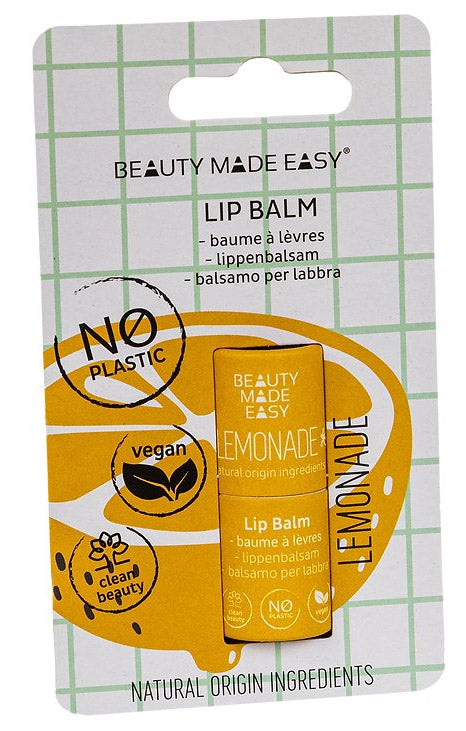 BEAUTY MADE EASY®
LIP BALM
- baume à lèvres
- lippenbalsam
- balsamo per labbra
NO
PLASTIC
vegan
clean
beauty
BEAUTY
MADE
EASY
LEMONADE
natural origin ingredients
Lip Balm
- baume à lèvres
- lippenbalsam
balsamo per labbra
clean
beauty
NO
PLASTIC
vegan
LEMONADE
NATURAL ORIGIN INGREDIENTS